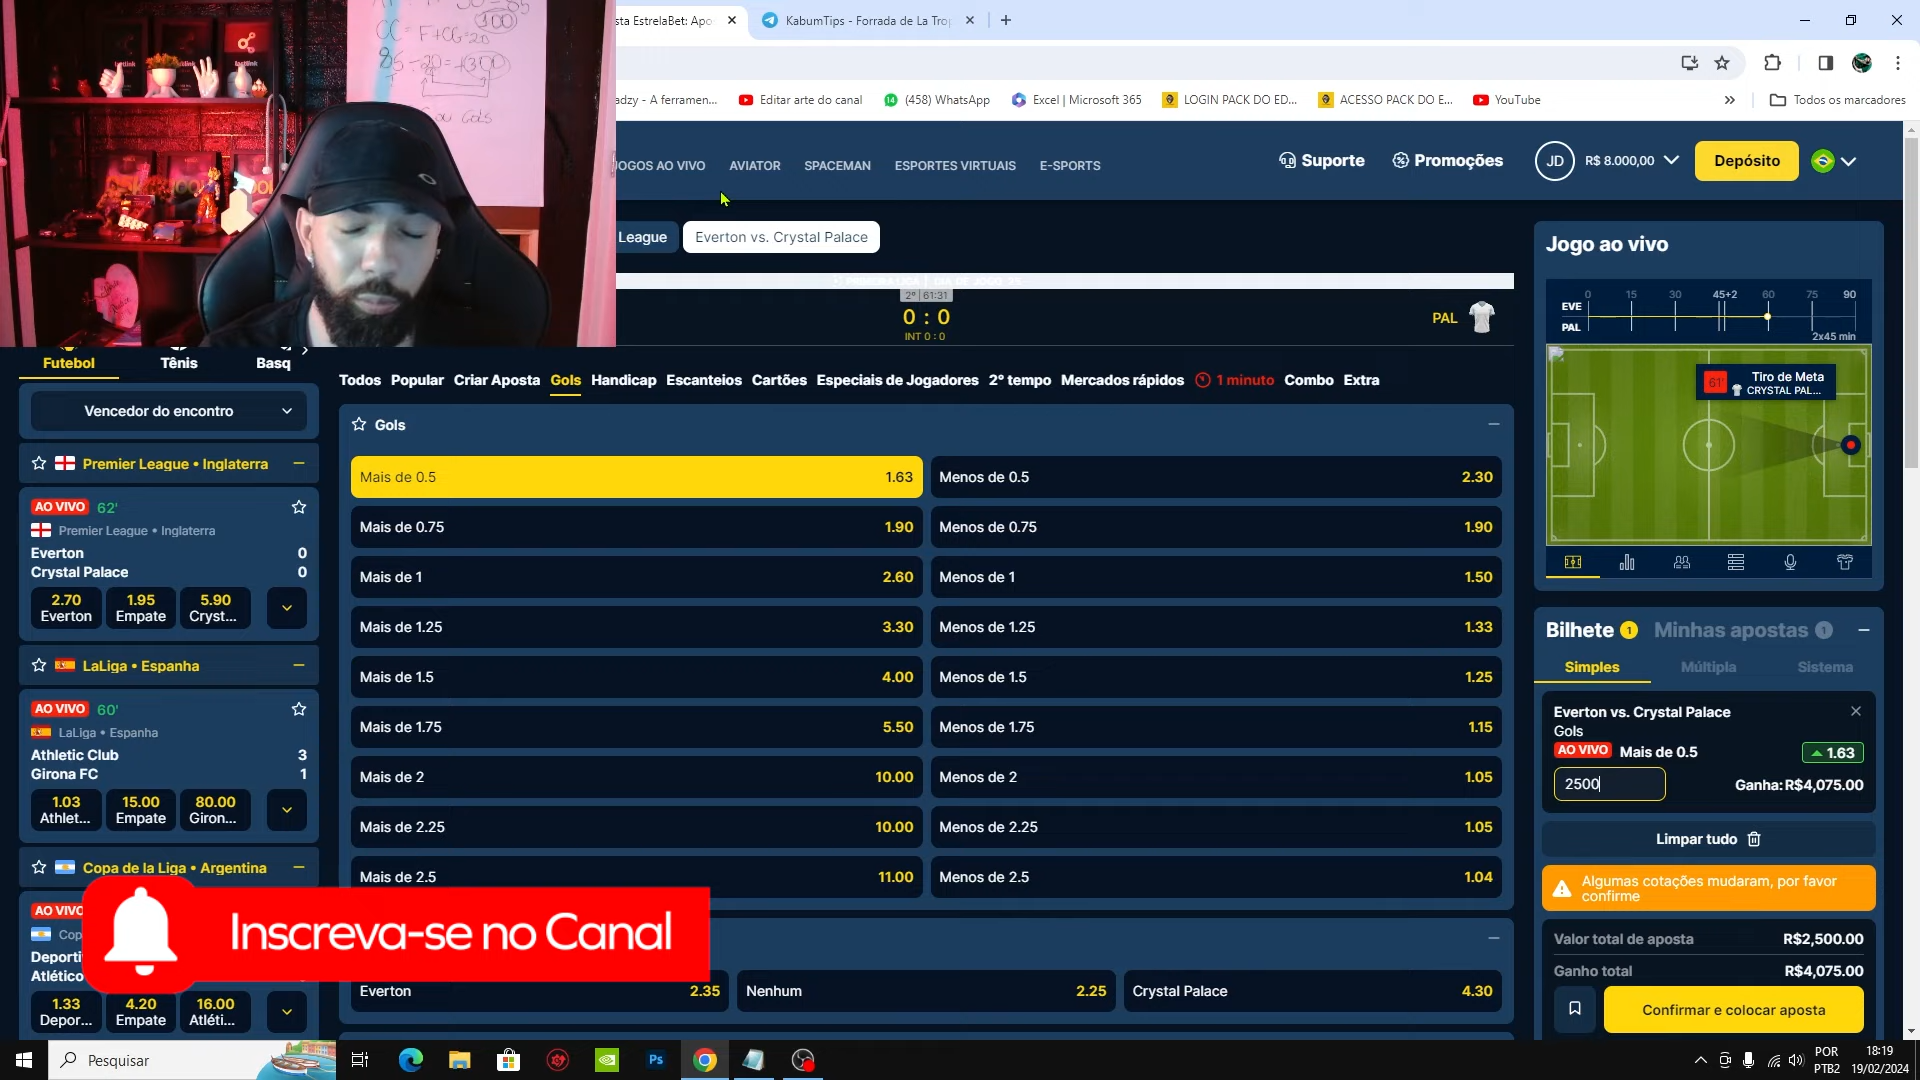 sta EstrelaBet: Apo
KabumTips - Forrada de La Trop
adzy - A ferramen...
Editar arte do canal
(458) WhatsApp
Excel | Microsoft 365
LOGIN PACK DO ED...
ACESSO PACK DO E...
YouTube
Todos os marcadores
JOGOS AO VIVO
AVIATOR
SPACEMAN
ESPORTES VIRTUAIS
E-SPORTS
Suporte
Promoções
JD
R$ 8.000,00
Depósito
CC = F+CG=20
100
League
Everton vs. Crystal Palace
2º | 61:31
0 : 0
INT 0 : 0
PAL
Futebol
Tênis
Basq
Vencedor do encontro
Premier League • Inglaterra
AO VIVO 62'
Premier League • Inglaterra
Everton 0
Crystal Palace 0
2.70 1.95 5.90
Everton Empate Cryst...
LaLiga • Espanha
AO VIVO 60'
LaLiga • Espanha
Athletic Club 3
Girona FC 1
1.03 15.00 80.00
Athlet... Empate Giron...
Copa de la Liga • Argentina
AO VIVO
Cop
Deporti
Atlético
1.33 4.20 16.00
Depor... Empate Atléti...
Inscreva-se no Canal
Todos Popular Criar Aposta Gols Handicap Escanteios Cartões Especiais de Jogadores 2º tempo Mercados rápidos 1 minuto Combo Extra
Gols
Mais de 0.5 1.63 Menos de 0.5 2.30
Mais de 0.75 1.90 Menos de 0.75 1.90
Mais de 1 2.60 Menos de 1 1.50
Mais de 1.25 3.30 Menos de 1.25 1.33
Mais de 1.5 4.00 Menos de 1.5 1.25
Mais de 1.75 5.50 Menos de 1.75 1.15
Mais de 2 10.00 Menos de 2 1.05
Mais de 2.25 10.00 Menos de 2.25 1.05
Mais de 2.5 11.00 Menos de 2.5 1.04
Everton 2.35 Nenhum 2.25 Crystal Palace 4.30
Jogo ao vivo
0 15 30 45+2 60 75 90
EVE
PAL
2x45 min
61' Tiro de Meta
CRYSTAL PAL...
Bilhete 1 Minhas apostas 1
Simples Múltipla Sistema
Everton vs. Crystal Palace
Gols
AO VIVO Mais de 0.5 1.63
2500 Ganha: R$4,075.00
Limpar tudo
Algumas cotações mudaram, por favor
confirme
Valor total de aposta R$2,500.00
Ganho total R$4,075.00
Confirmar e colocar aposta
Pesquisar
Ps
POR
PTB2
18:19
19/02/2024